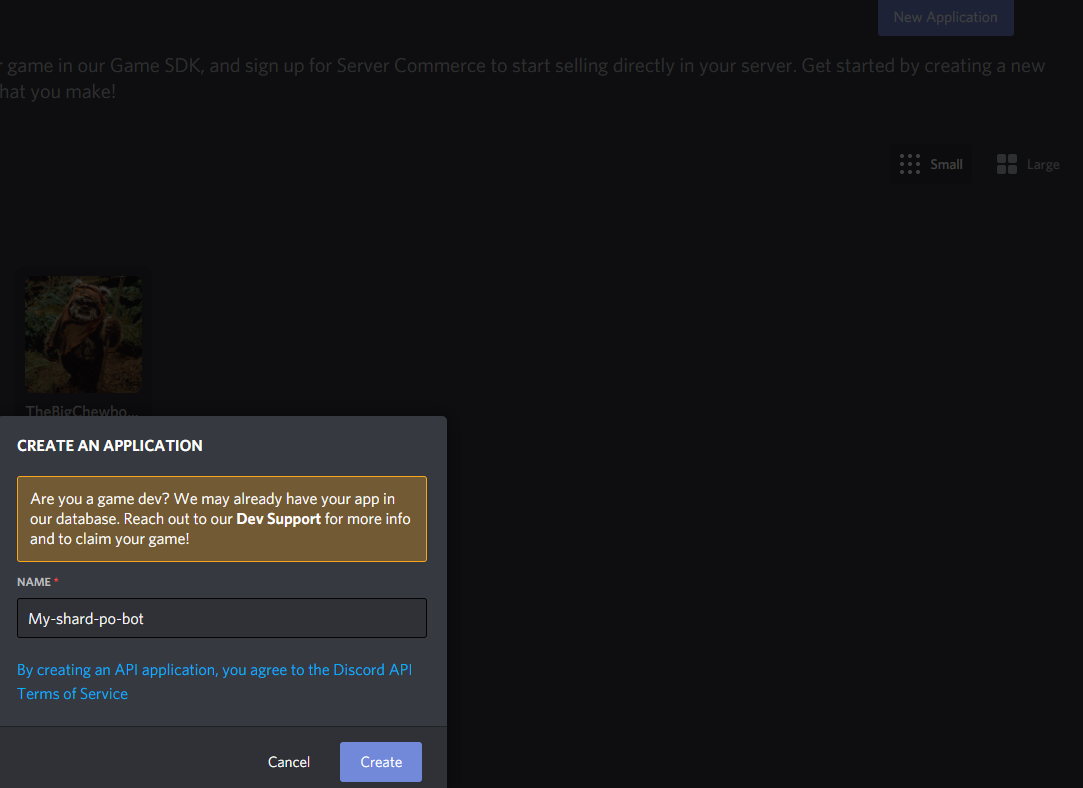 New Application
r game in our Game SDK, and sign up for Server Commerce to start selling directly in your server. Get started by creating a new
hat you make!
Small
Large
TheBigChewbo...
CREATE AN APPLICATION
Are you a game dev? We may already have your app in
our database. Reach out to our Dev Support for more info
and to claim your game!
NAME *
My-shard-po-bot
By creating an API application, you agree to the Discord API
Terms of Service
Cancel
Create